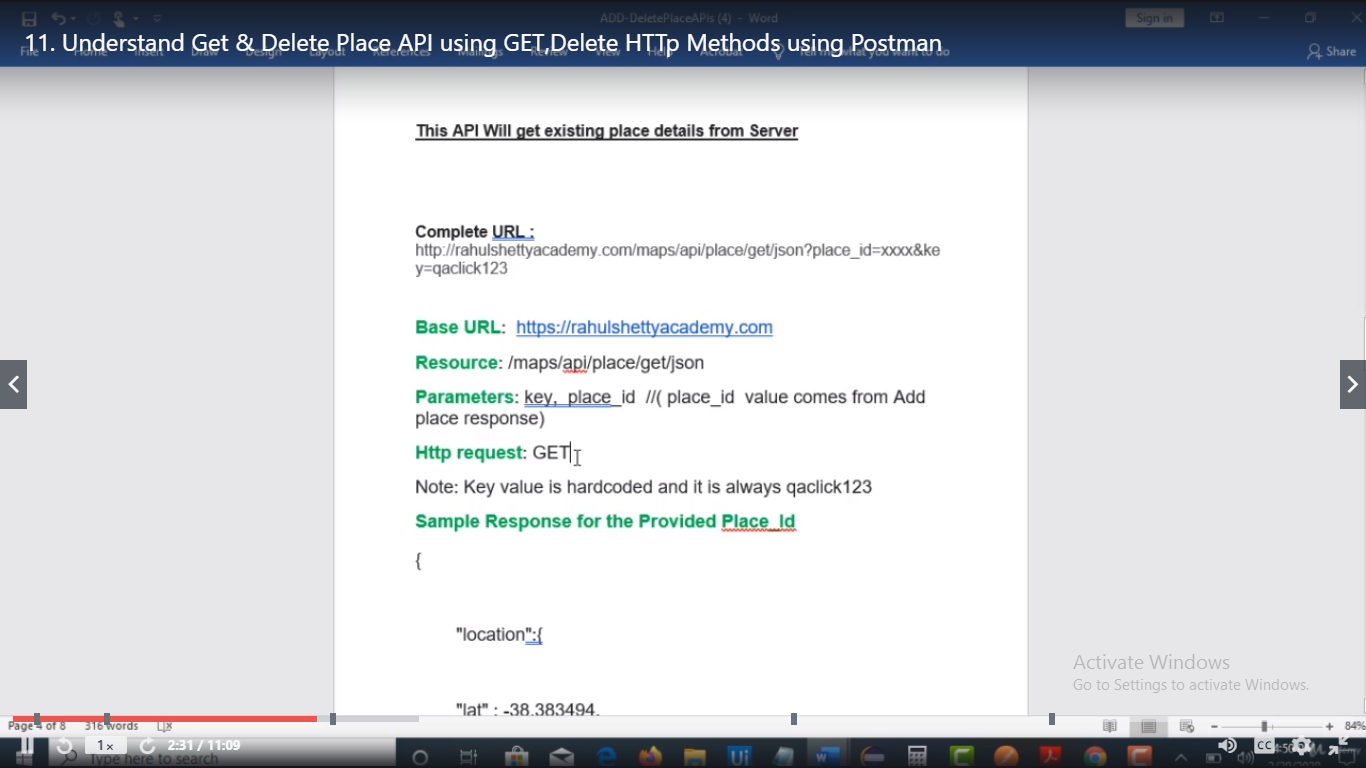 ADD-DeletePlaceAPIs (4) - Word
Sign in
11. Understand Get & Delete Place API using GET,Delete HTTp Methods using Postman
Share
This API Will get existing place details from Server
Complete URL :
http://rahulshettyacademy.com/maps/api/place/get/json?place_id=xxxx&ke
y=qaclick123
Base URL: https://rahulshettyacademy.com
Resource: /maps/api/place/get/json
Parameters: key, place_id //( place_id value comes from Add
place response)
Http request: GET
Note: Key value is hardcoded and it is always qaclick123
Sample Response for the Provided Place_Id
{
"location":{
"lat" : -38.383494,
Activate Windows
Go to Settings to activate Windows.
Page 4 of 8 316 words
84%
1x 2:31 / 11:09
Type here to search
CC